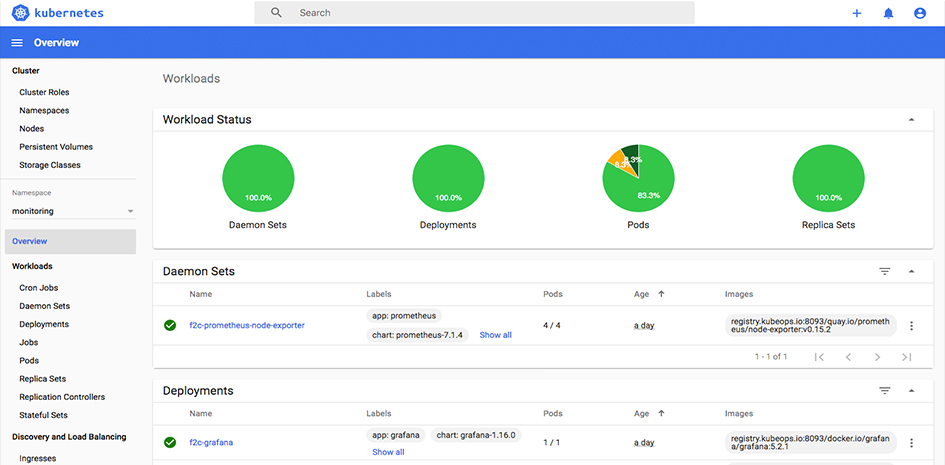 kubernetes
Search
Overview
Cluster
Cluster Roles
Namespaces
Nodes
Persistent Volumes
Storage Classes
Namespace
monitoring
Overview
Workloads
Cron Jobs
Daemon Sets
Deployments
Jobs
Pods
Replica Sets
Replication Controllers
Stateful Sets
Discovery and Load Balancing
Ingresses
Workloads
Workload Status
100.0%
Daemon Sets
100.0%
Deployments
8.3%
8.3%
83.3%
Pods
100.0%
Replica Sets
Daemon Sets
Name Labels Pods Age Images
f2c-prometheus-node-exporter
app: prometheus
chart: prometheus-7.1.4 Show all
4 / 4
a day
registry.kubeops.io:8093/quay.io/prometh
eus/node-exporter:v0.15.2
1 - 1 of 1
Deployments
Name Labels Pods Age Images
f2c-grafana
app: grafana chart: grafana-1.16.0
Show all
1 / 1
a day
registry.kubeops.io:8093/docker.io/grafan
a/grafana:5.2.1